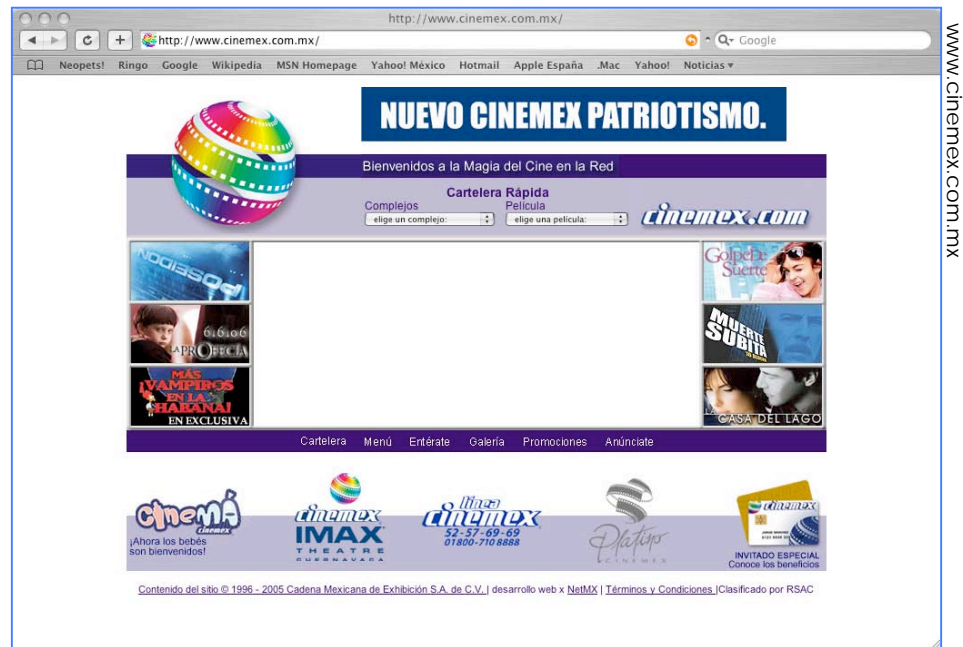 http://www.cinemex.com.mx/
http://www.cinemex.com.mx/
Google
Neopets! Ringo Google Wikipedia MSN Homepage Yahoo! México Hotmail Apple España .Mac Yahoo! Noticias
www.cinemex.com.mx
NUEVO CINEMEX PATRIOTISMO.
Bienvenidos a la Magia del Cine en la Red
Cartelera Rápida
Complejos Película
elige un complejo: elige una película:
cinemex.com
POSEIDON
Golpe De
Suerte
6:6:06
LA PROFECÍA
MUERTE
SUBITA
MÁS
¡VAMPIROS
EN LA
HABANA!
EN EXCLUSIVA
LA
CASA DEL LAGO
Cartelera Menú Entérate Galería Promociones Anúnciate
cinemá
cinemex
¡Ahora los bebés
son bienvenidos!
cinemex
IMAX
THEATRE
CUERNAVACA
línea
cinemex
52-57-69-69
01800-710 8888
Platino
CINEMEX
cinemex
INVITADO ESPECIAL
Conoce los beneficios
Contenido del sitio © 1996 - 2005 Cadena Mexicana de Exhibición S.A. de C.V. | desarrollo web x NetMX | Términos y Condiciones |Clasificado por RSAC